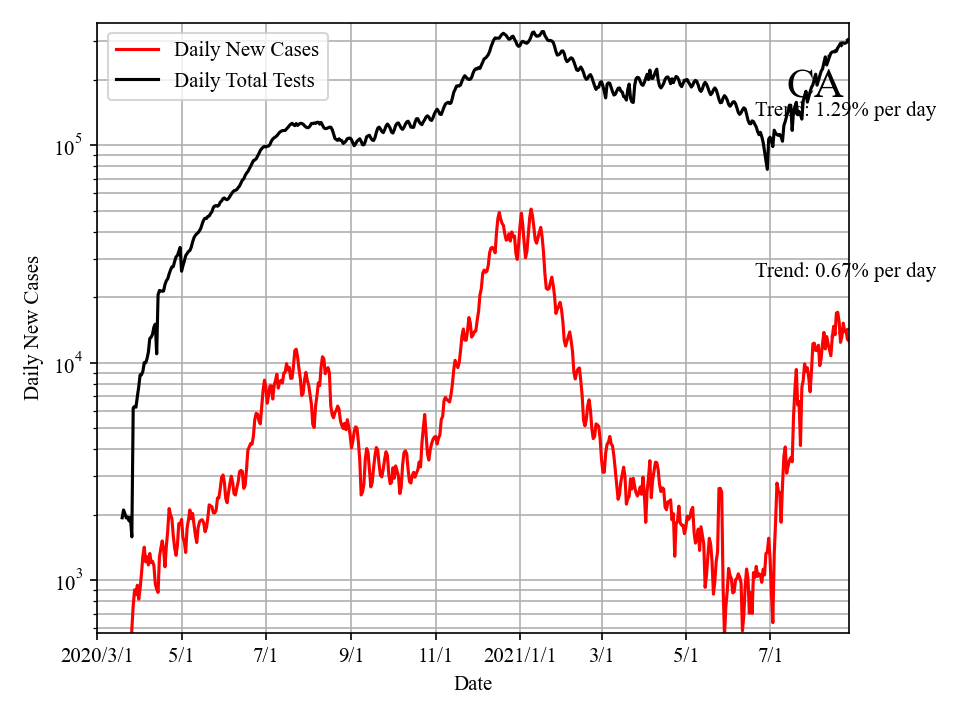 Daily New Cases
Daily Total Tests
CA
Trend: 1.29% per day
Trend: 0.67% per day
Daily New Cases
10^5
10^4
10^3
2020/3/1 5/1 7/1 9/1 11/1 2021/1/1 3/1 5/1 7/1
Date